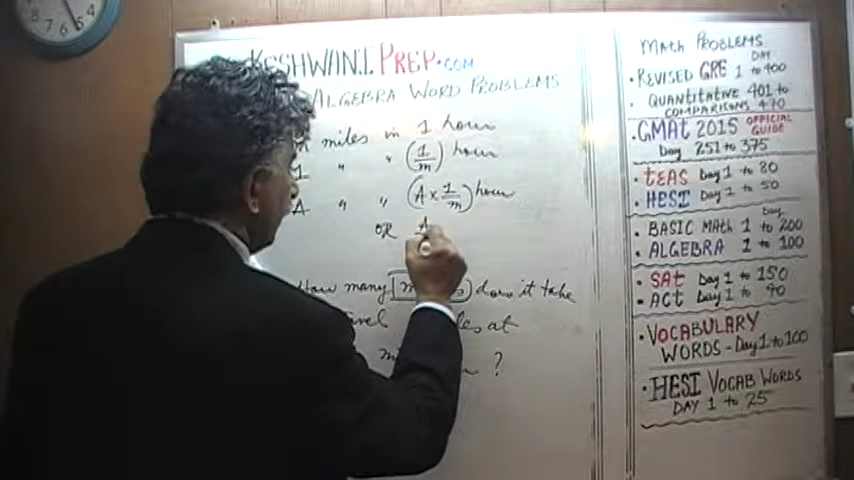 KESHWANI PREP.COM
ALGEBRA WORD PROBLEMS
m miles in 1 hour
1 " " (1/m) hour
A " " (A × 1/m) hour
OR A
How many does it take
at
?
MATH PROBLEMS
DAY
• REVISED GRE 1 to 400
• QUANTITATIVE 401 to
COMPARISONS 470
• GMAT 2015 OFFICIAL GUIDE
Day 251 to 375
• TEAS Day 1 to 80
• HESI Day 1 to 50
Day
• BASIC MATH 1 to 200
• ALGEBRA 1 to 100
• SAT Day 1 to 150
• ACT Day 1 to 90
• VOCABULARY
WORDS - Day 1 to 100
• HESI VOCAB WORDS
DAY 1 to 25